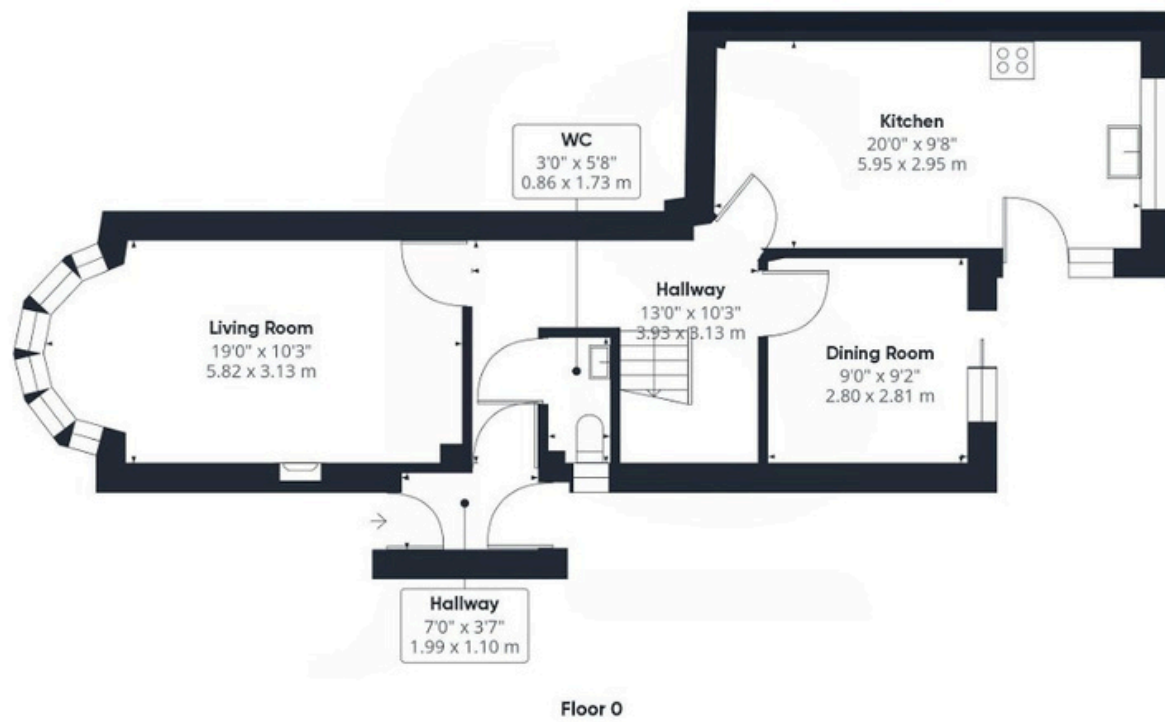 WC
3'0" x 5'8"
0.86 x 1.73 m
Kitchen
20'0" x 9'8"
5.95 x 2.95 m
Living Room
19'0" x 10'3"
5.82 x 3.13 m
Hallway
13'0" x 10'3"
3.93 x 3.13 m
Dining Room
9'0" x 9'2"
2.80 x 2.81 m
Hallway
7'0" x 3'7"
1.99 x 1.10 m
Floor 0